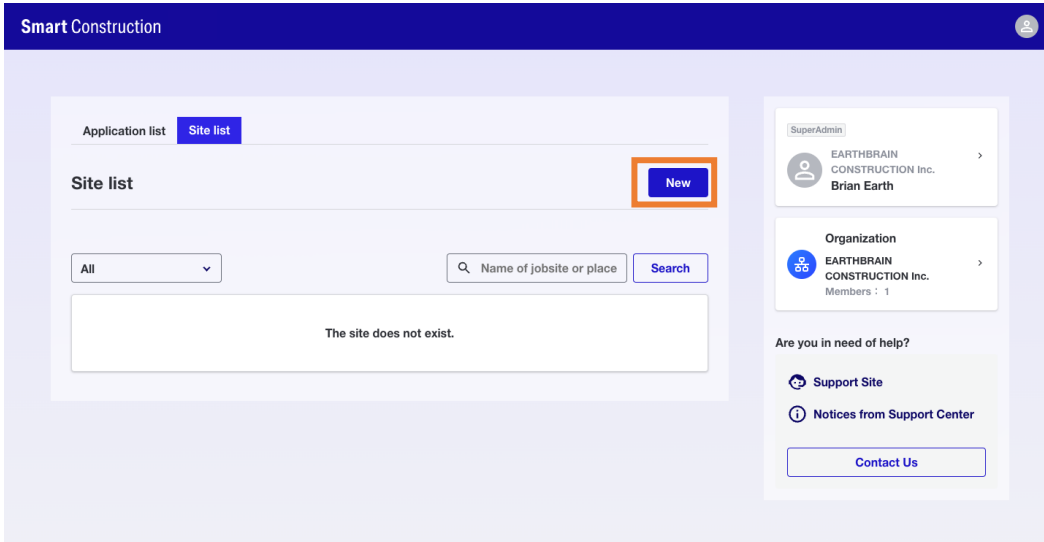 Smart Construction
Application list
Site list
Site list
New
All
Name of jobsite or place
Search
The site does not exist.
SuperAdmin
EARTHBRAIN
CONSTRUCTION Inc.
Brian Earth
Organization
EARTHBRAIN
CONSTRUCTION Inc.
Members： 1
Are you in need of help?
Support Site
Notices from Support Center
Contact Us